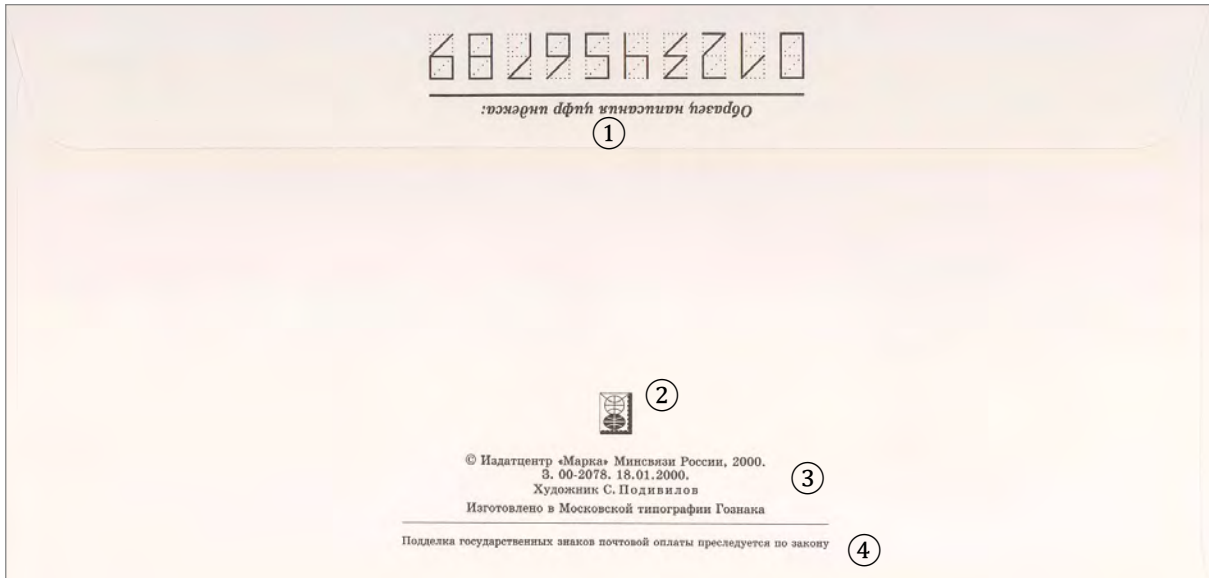 Образец написания цифр индекса:
0123456789
①
②
© Издатцентр «Марка» Минсвязи России, 2000.
З. 00-2078. 18.01.2000.
Художник С. Подивилов
③
Изготовлено в Московской типографии Гознака
Подделка государственных знаков почтовой оплаты преследуется по закону
④